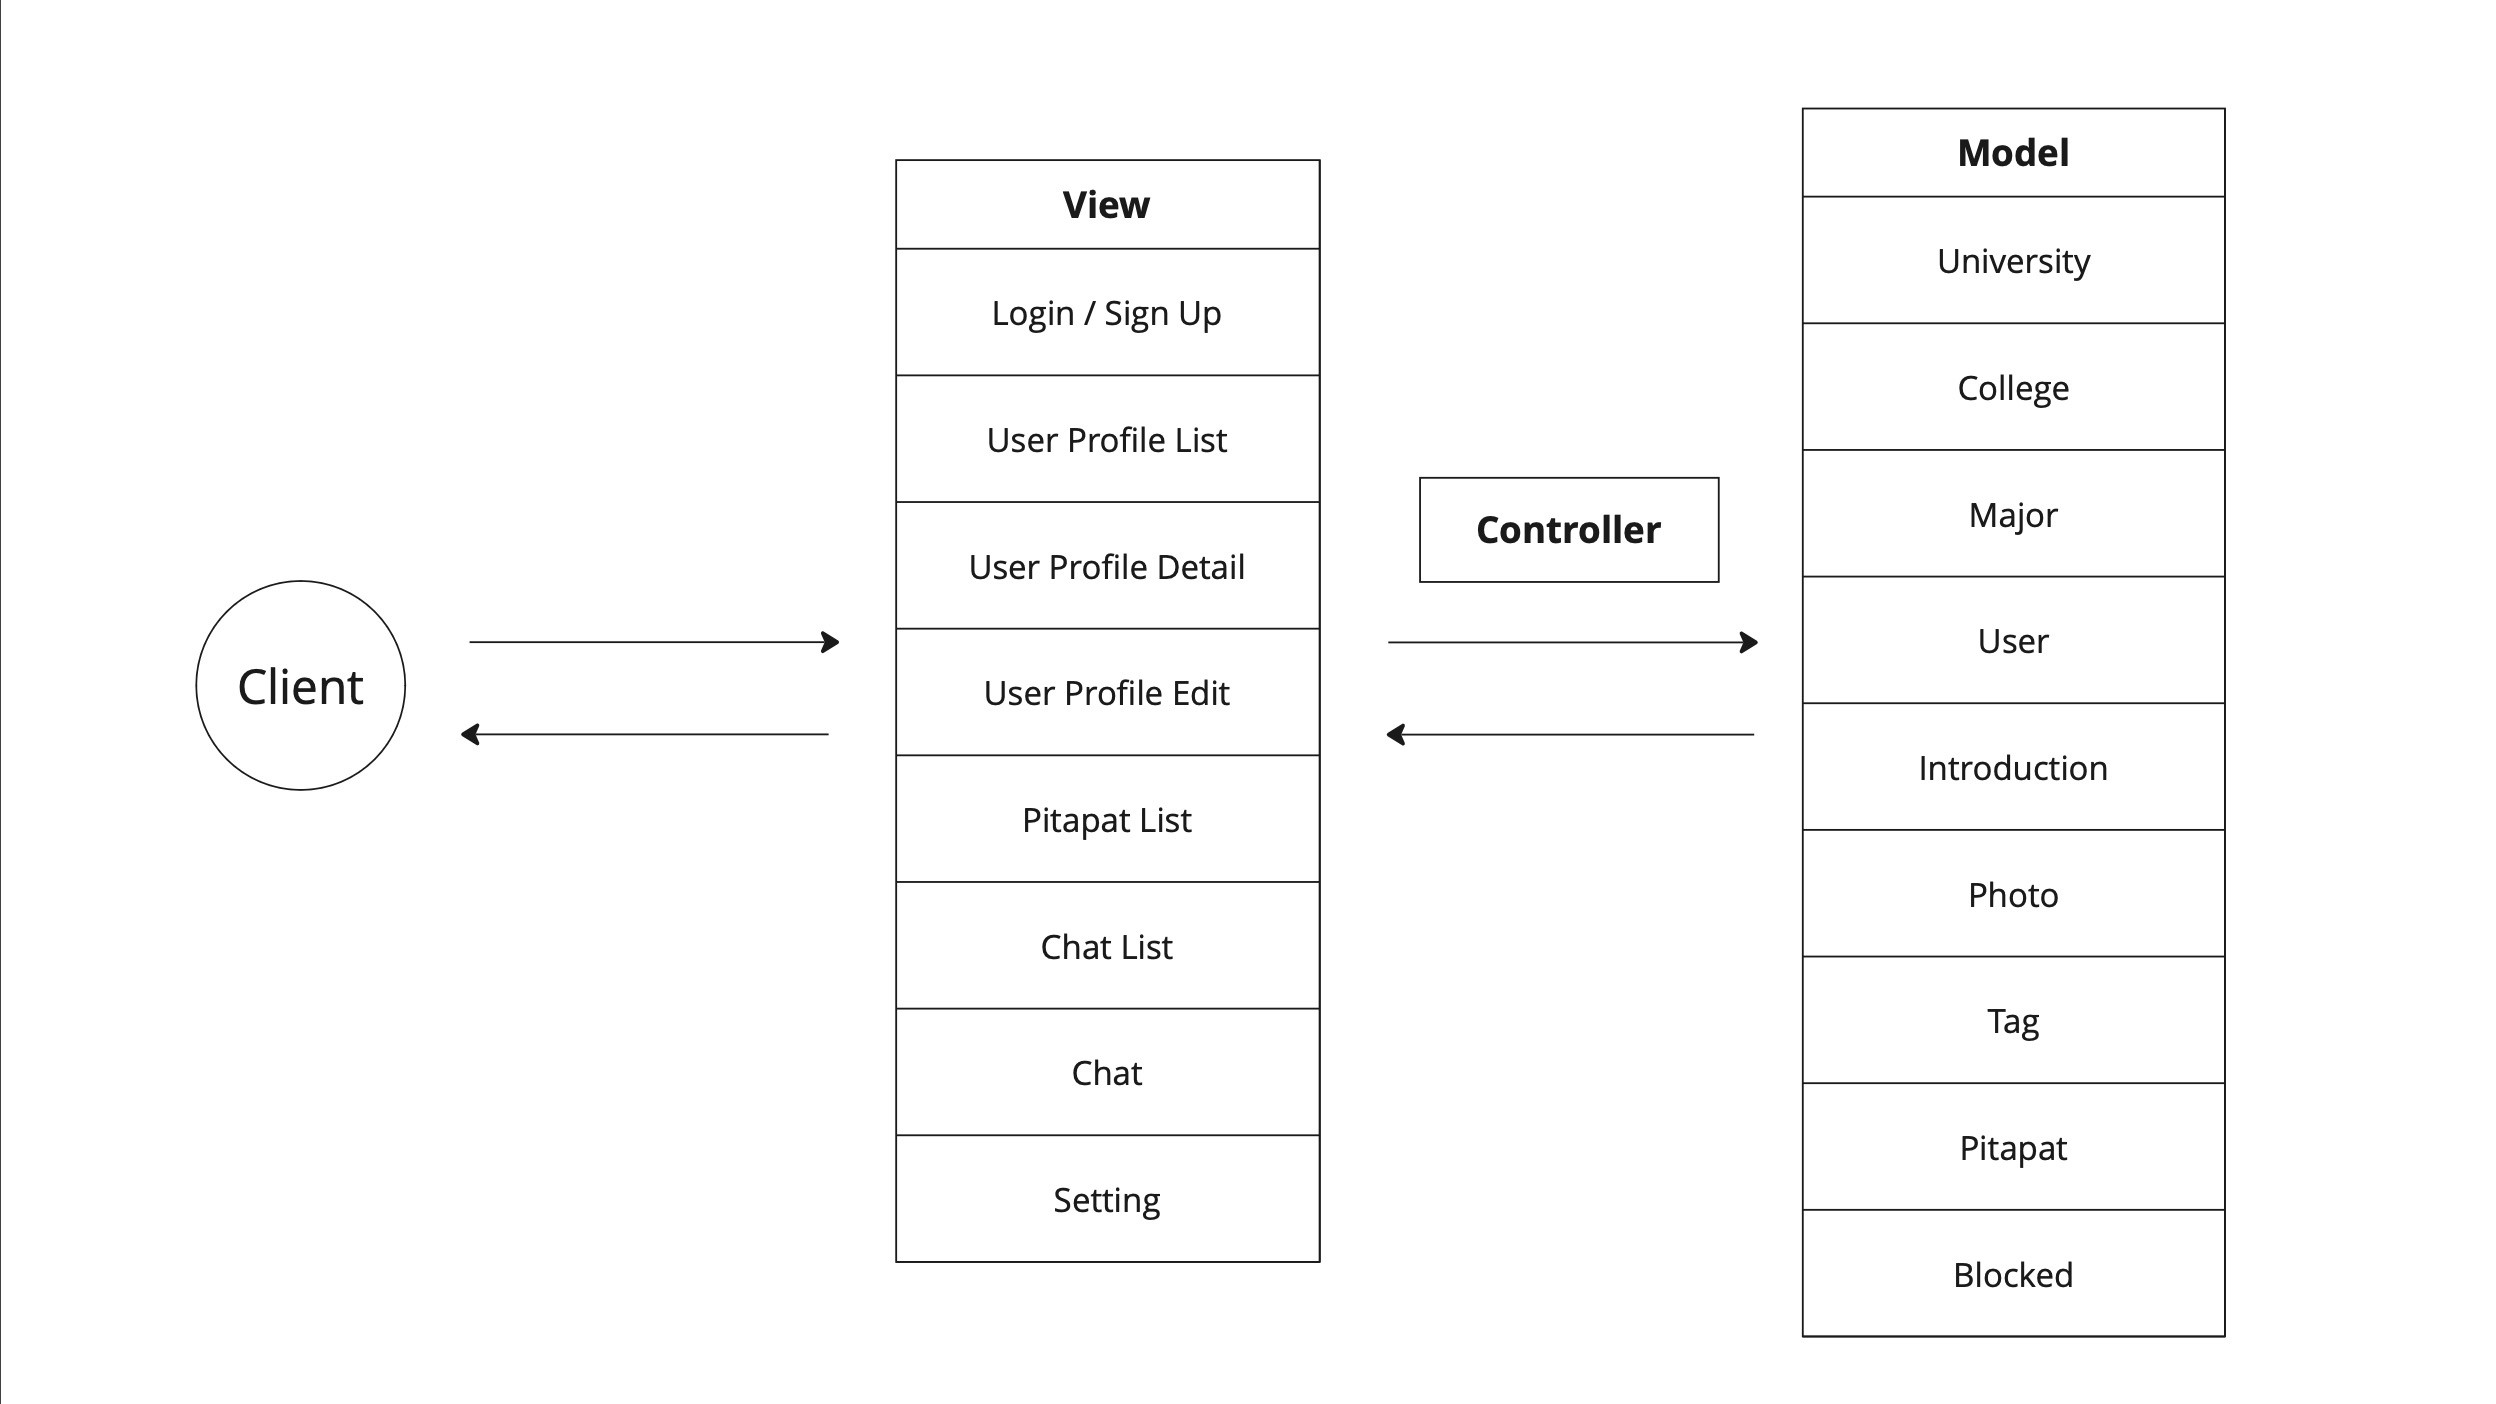 Client
View
Login / Sign Up
User Profile List
User Profile Detail
User Profile Edit
Pitapat List
Chat List
Chat
Setting
Controller
Model
University
College
Major
User
Introduction
Photo
Tag
Pitapat
Blocked